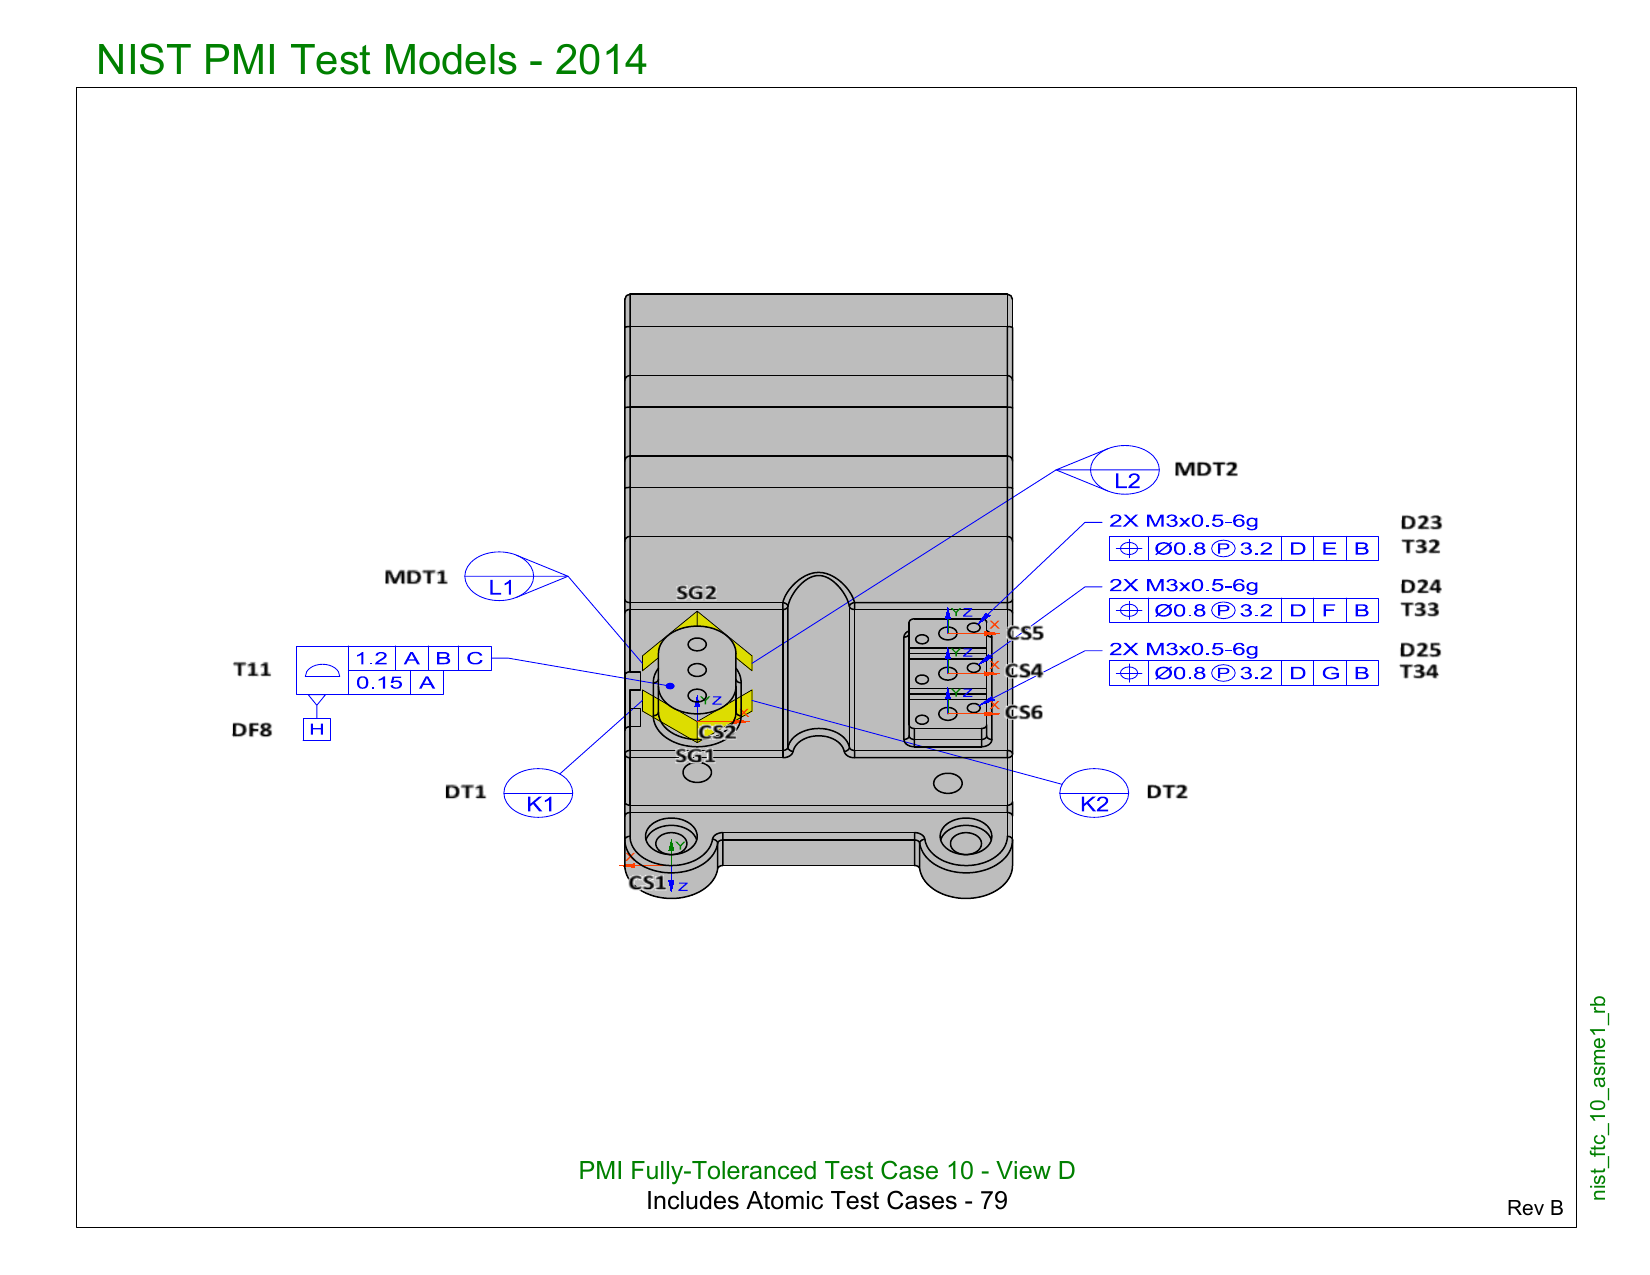 NIST PMI Test Models - 2014
L2 MDT2
2X M3x0.5-6g D23
Ø0.8 Ⓟ 3.2 D E B T32
MDT1 L1
2X M3x0.5-6g D24
SG2
Ø0.8 Ⓟ 3.2 D F B T33
Y Z X CS5
2X M3x0.5-6g D25
1.2 A B C
T11
Y Z X CS4
Ø0.8 Ⓟ 3.2 D G B T34
0.15 A
Y Z X CS6
Y Z X
DF8 H
CS2
SG1
DT1 K1
K2 DT2
Y
X
CS1 Z
nist_ftc_10_asme1_rb
PMI Fully-Toleranced Test Case 10 - View D
Includes Atomic Test Cases - 79
Rev B